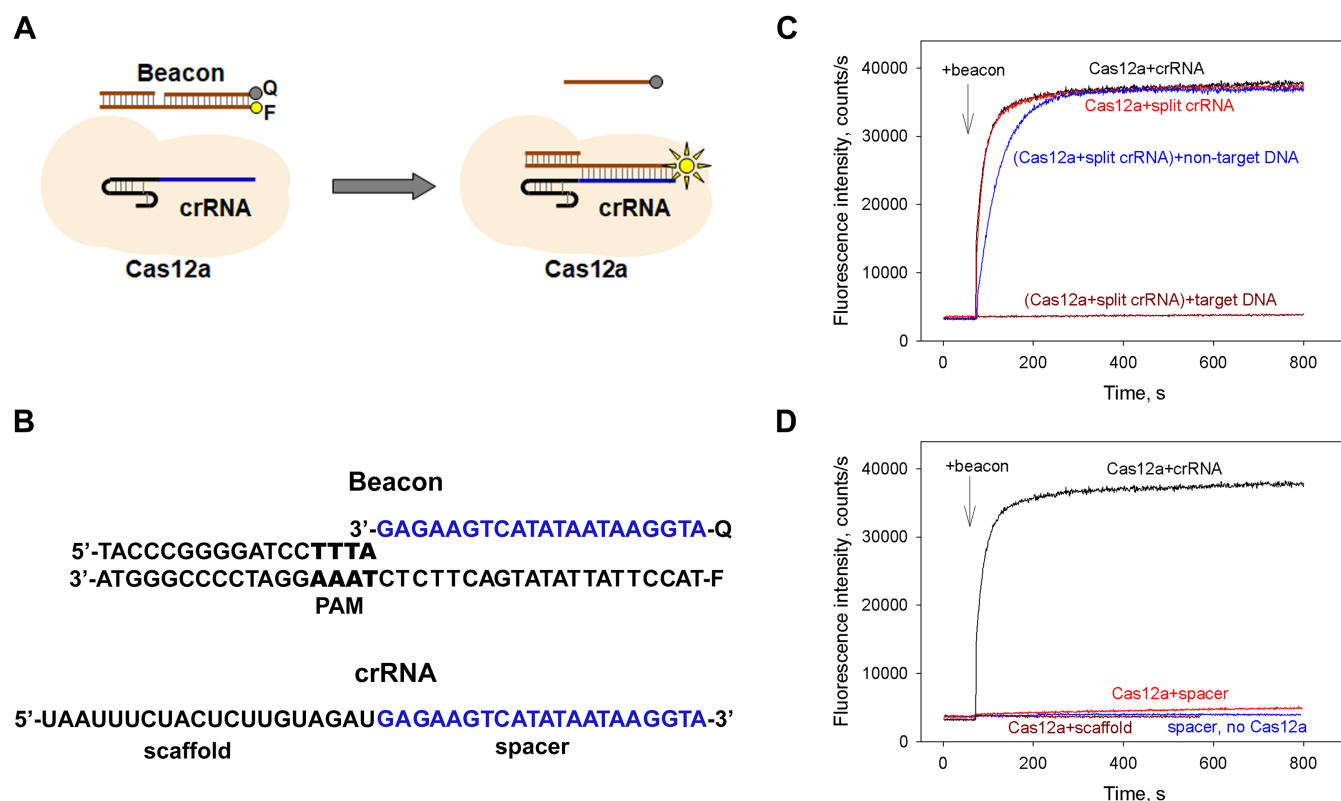 A
Beacon
Q
F
crRNA
Cas12a
Q
crRNA
Cas12a
B
Beacon
3’-GAGAAGTCATATAATAAGGTA-Q
5’-TACCCGGGGATCCTTTA
3’-ATGGGCCCCTAGGAAATCTCTTCAGTATATTATTCCAT-F
PAM
crRNA
5’-UAAUUUCUACUCUUGUAGAUGAGAAGTCATATAATAAGGTA-3’
scaffold
spacer
C
Fluorescence intensity, counts/s
40000
30000
20000
10000
0
+beacon
Cas12a+crRNA
Cas12a+split crRNA
(Cas12a+split crRNA)+non-target DNA
(Cas12a+split crRNA)+target DNA
0 200 400 600 800
Time, s
D
Fluorescence intensity, counts/s
40000
30000
20000
10000
0
+beacon
Cas12a+crRNA
Cas12a+spacer
Cas12a+scaffold
spacer, no Cas12a
0 200 400 600 800
Time, s